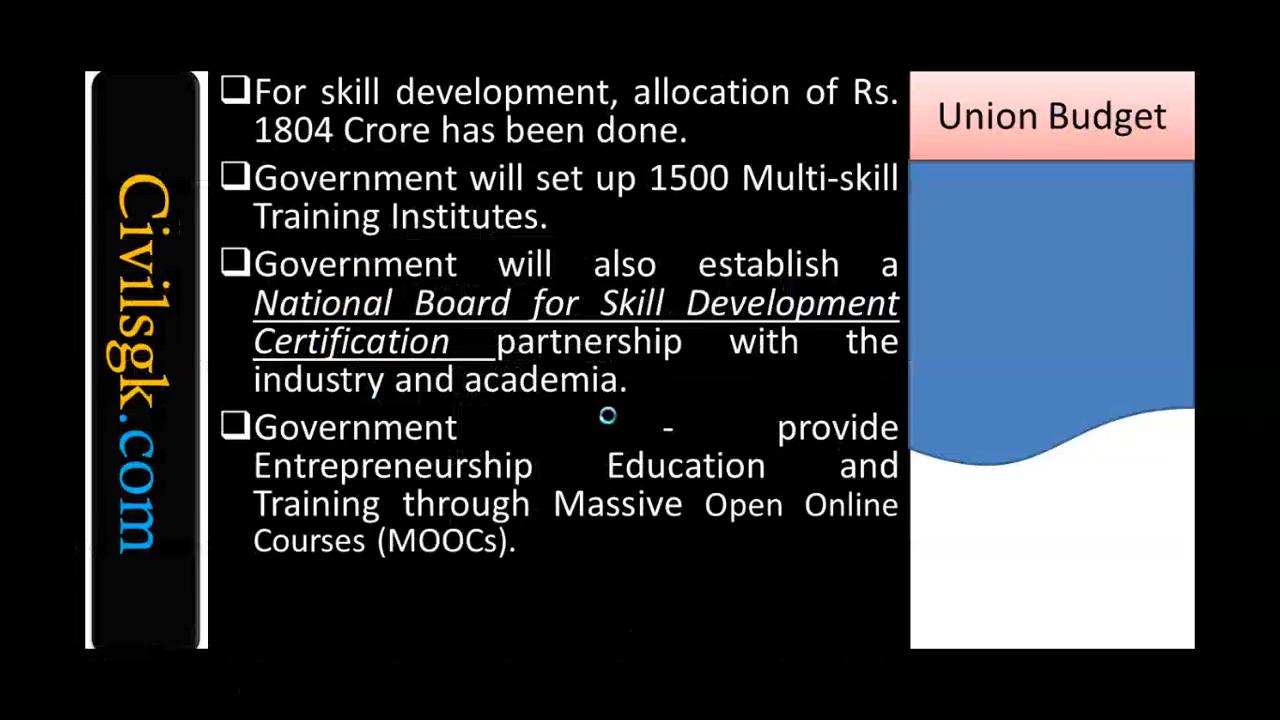 Civilsgk.com
For skill development, allocation of Rs.
1804 Crore has been done.
Government will set up 1500 Multi-skill
Training Institutes.
Government will also establish a
National Board for Skill Development
Certification partnership with the
industry and academia.
Government - provide
Entrepreneurship Education and
Training through Massive Open Online
Courses (MOOCs).
Union Budget